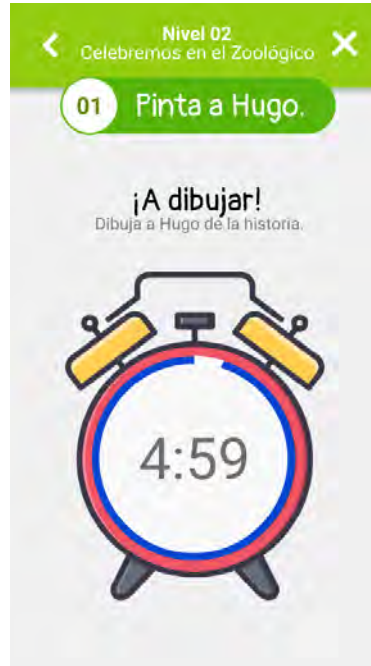 Nivel 02
Celebremos en el Zoológico
01 Pinta a Hugo.
¡A dibujar!
Dibuja a Hugo de la historia.
4:59